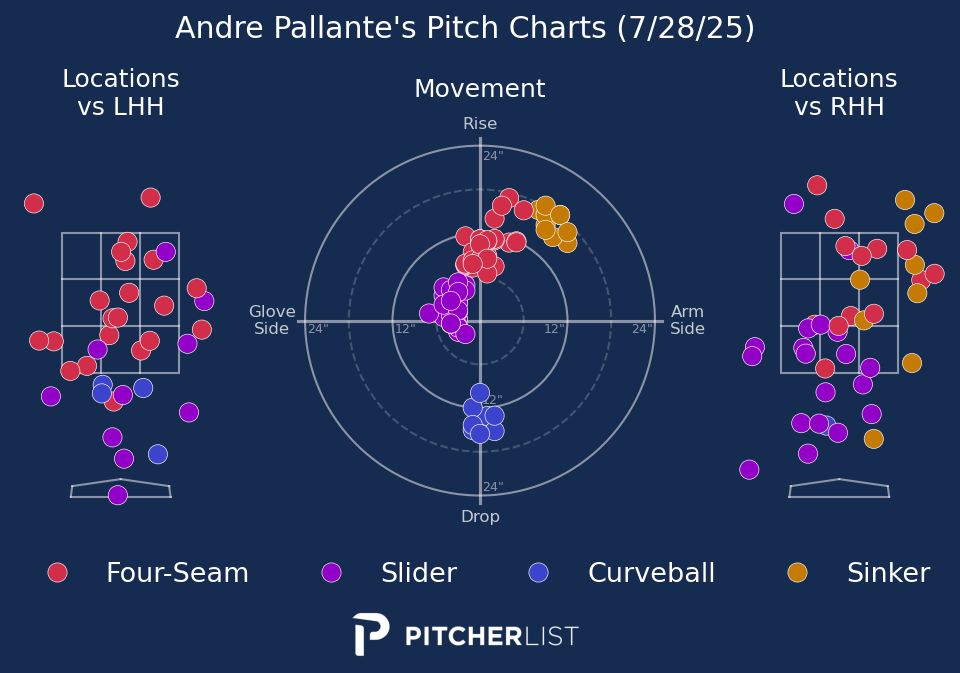 Andre Pallante's Pitch Charts (7/28/25)
Locations
vs LHH
Movement
Locations
vs RHH
Rise
24"
Glove
Side
24"
12"
12"
24"
Arm
Side
12"
24"
Drop
Four-Seam
Slider
Curveball
Sinker
PITCHERLIST